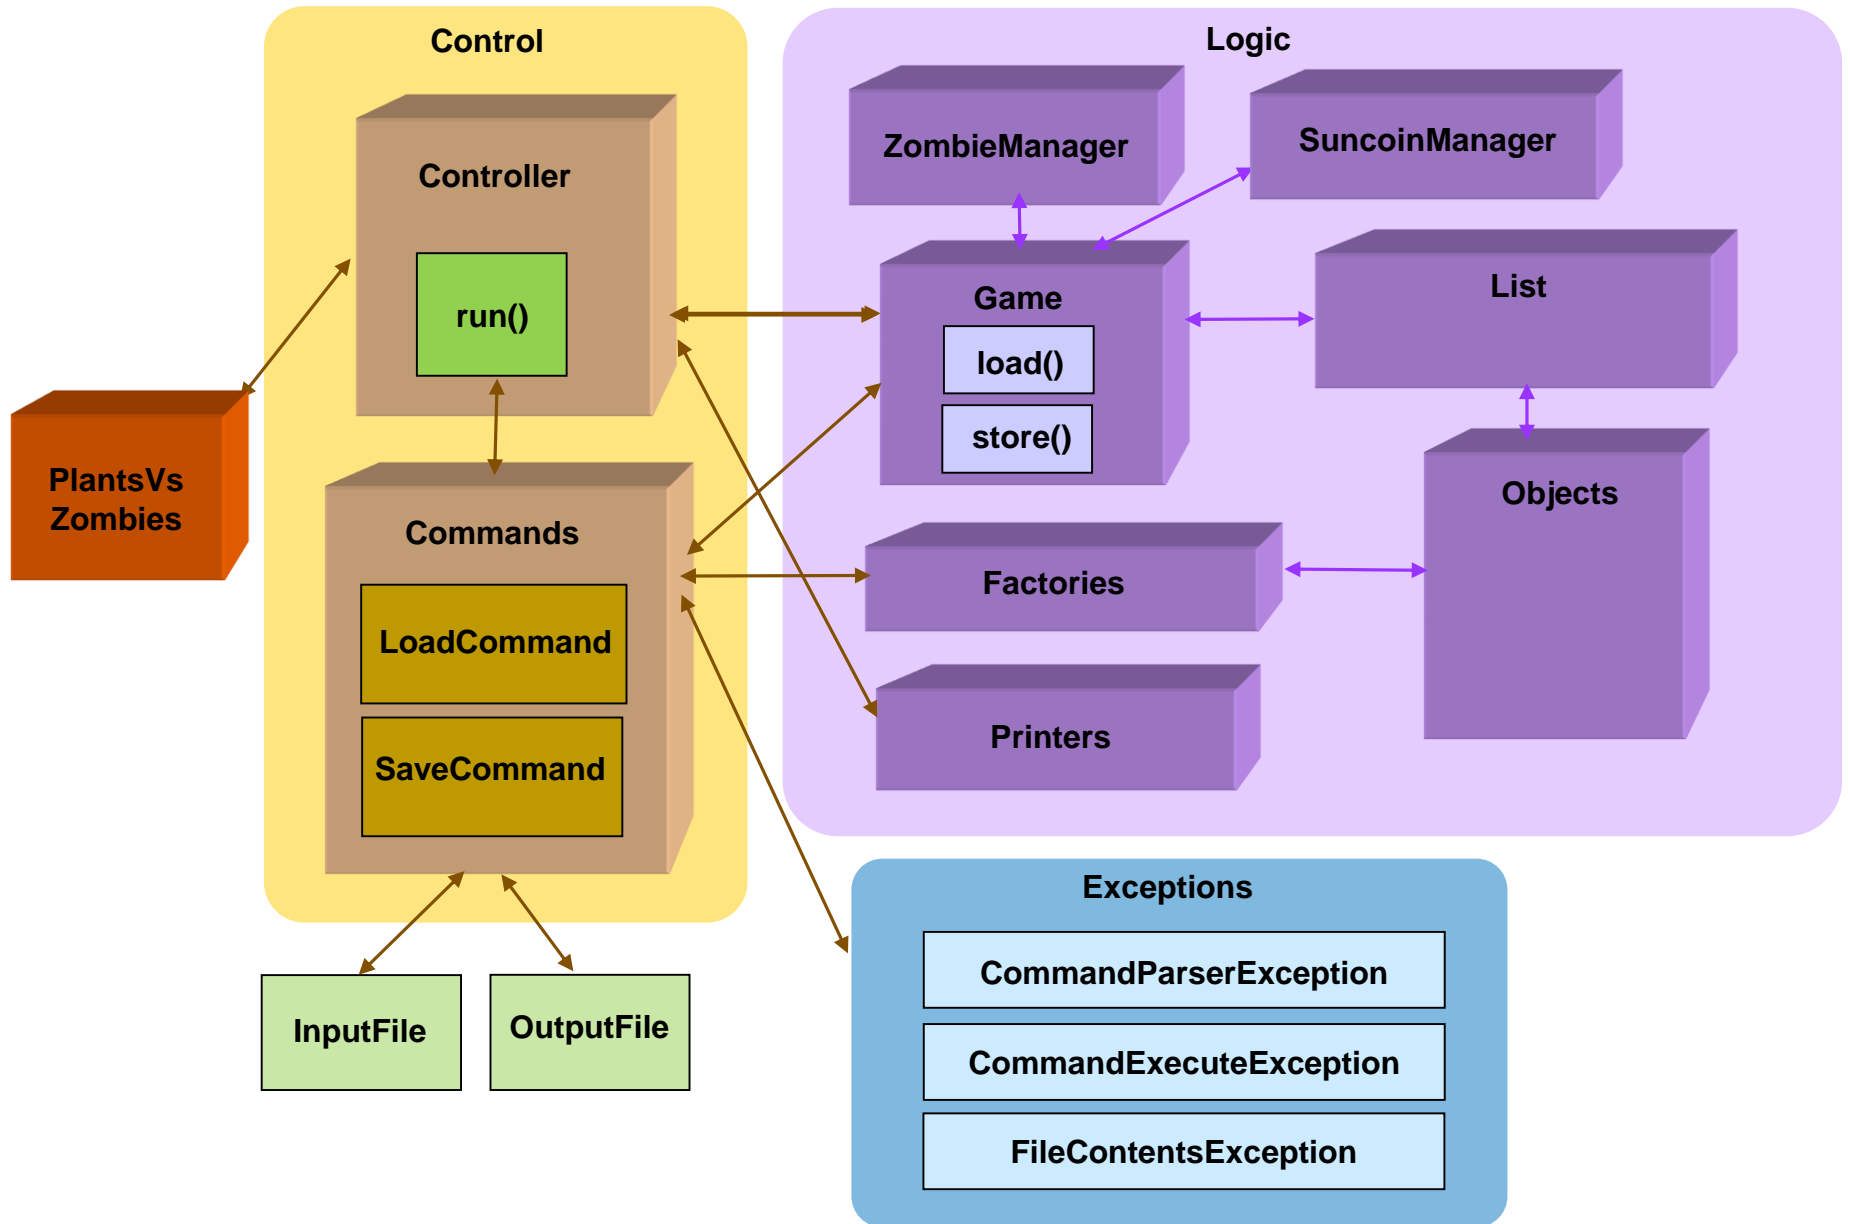 Control
Controller
run()
PlantsVs
Zombies
Commands
LoadCommand
SaveCommand
InputFile
OutputFile
Logic
ZombieManager
SuncoinManager
Game
load()
store()
List
Objects
Factories
Printers
Exceptions
CommandParserException
CommandExecuteException
FileContentsException